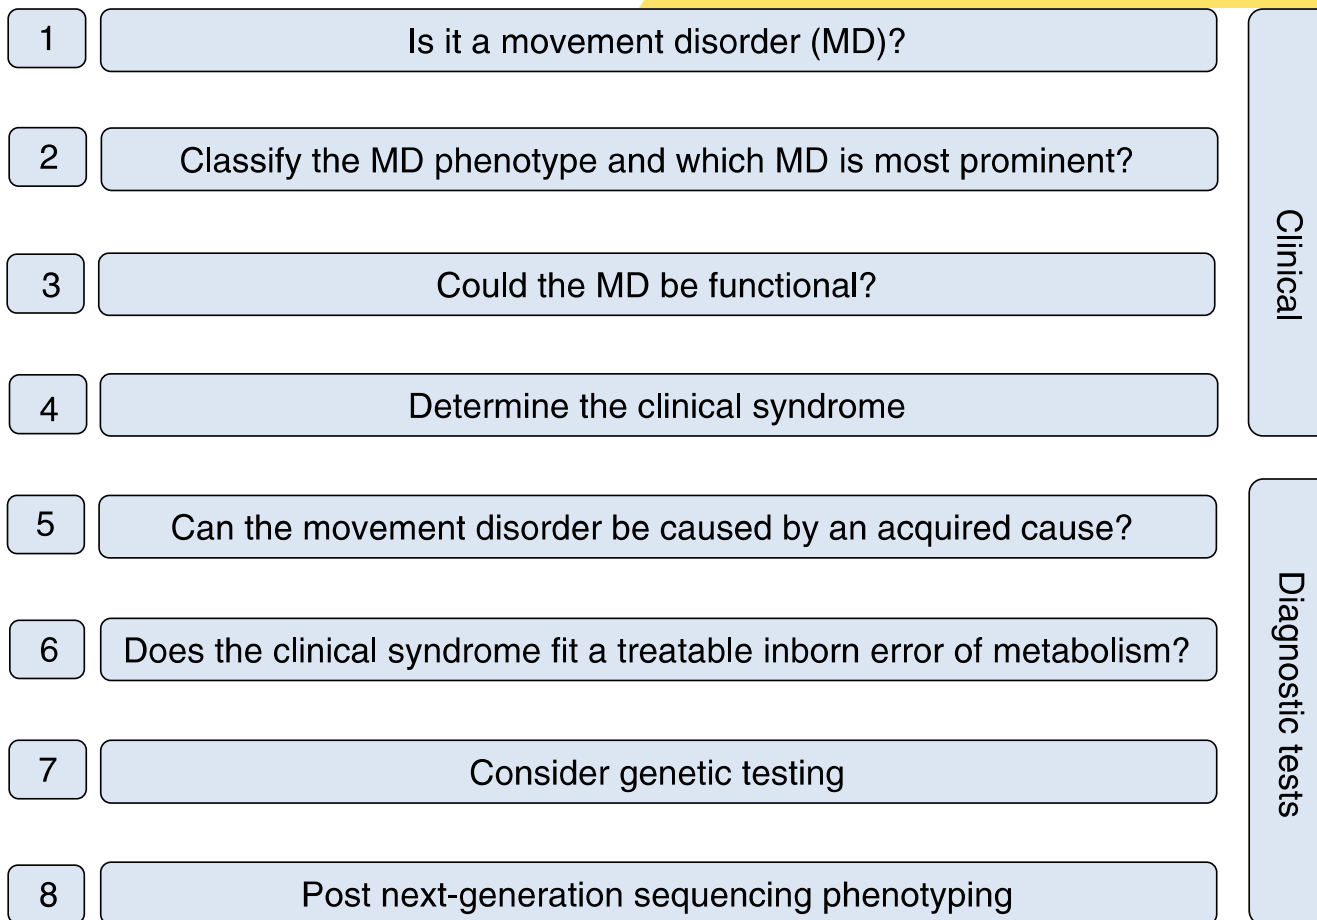 1
Is it a movement disorder (MD)?
2
Classify the MD phenotype and which MD is most prominent?
3
Could the MD be functional?
4
Determine the clinical syndrome
Clinical
5
Can the movement disorder be caused by an acquired cause?
6
Does the clinical syndrome fit a treatable inborn error of metabolism?
7
Consider genetic testing
8
Post next-generation sequencing phenotyping
Diagnostic tests